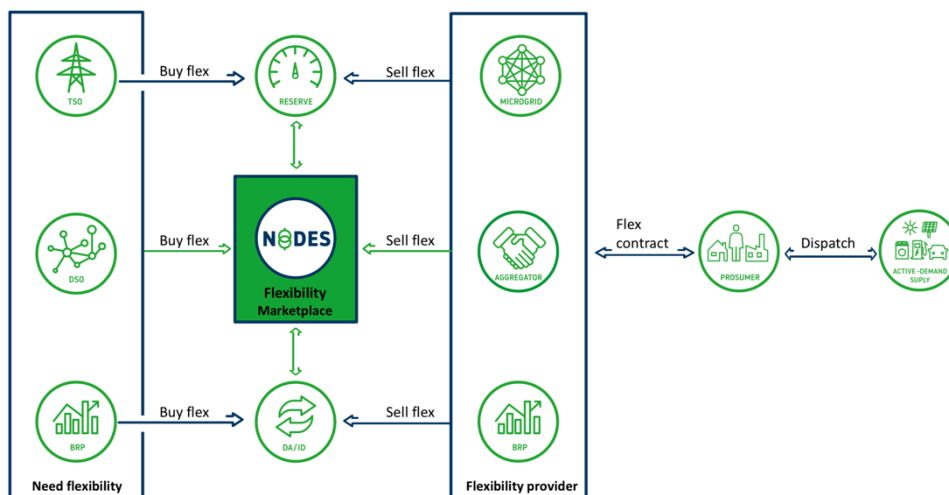 TSO
Buy flex
RESERVE
Sell flex
MICROGRID
DSO
Buy flex
NODES
Flexibility
Marketplace
Sell flex
AGGREGATOR
Flex
contract
PROSUMER
Dispatch
ACTIVE -DEMAND
SUPLY
BRP
Buy flex
DA/ID
Sell flex
BRP
Need flexibility
Flexibility provider